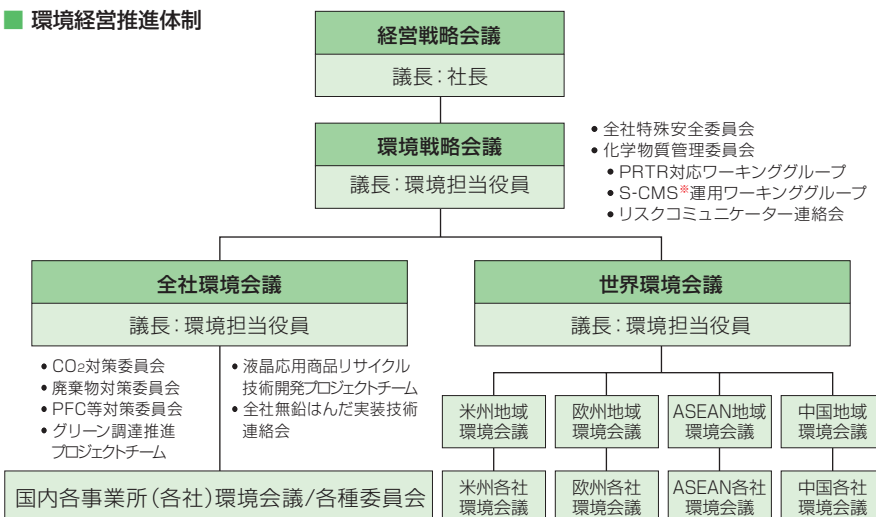 ■ 環境経営推進体制
経営戦略会議
議長：社長
環境戦略会議
議長：環境担当役員
• 全社特殊安全委員会
• 化学物質管理委員会
• PRTR対応ワーキンググループ
• S-CMS※運用ワーキンググループ
• リスクコミュニケーター連絡会
全社環境会議
議長：環境担当役員
• CO2対策委員会
• 廃棄物対策委員会
• PFC等対策委員会
• グリーン調達推進
プロジェクトチーム
• 液晶応用商品リサイクル
技術開発プロジェクトチーム
• 全社無鉛はんだ実装技術
連絡会
国内各事業所(各社)環境会議/各種委員会
世界環境会議
議長：環境担当役員
米州地域
環境会議
欧州地域
環境会議
ASEAN地域
環境会議
中国地域
環境会議
米州各社
環境会議
欧州各社
環境会議
ASEAN各社
環境会議
中国各社
環境会議